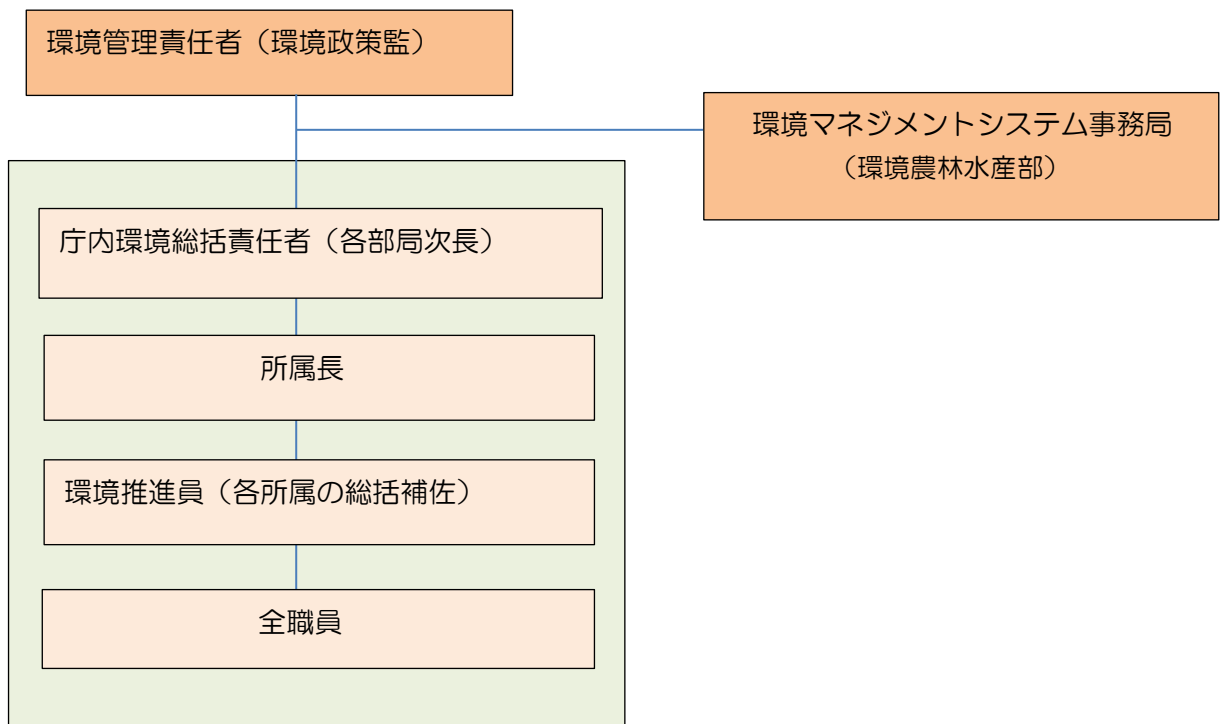 環境管理責任者（環境政策監）
環境マネジメントシステム事務局
（環境農林水産部）
庁内環境総括責任者（各部局次長）
所属長
環境推進員（各所属の総括補佐）
全職員